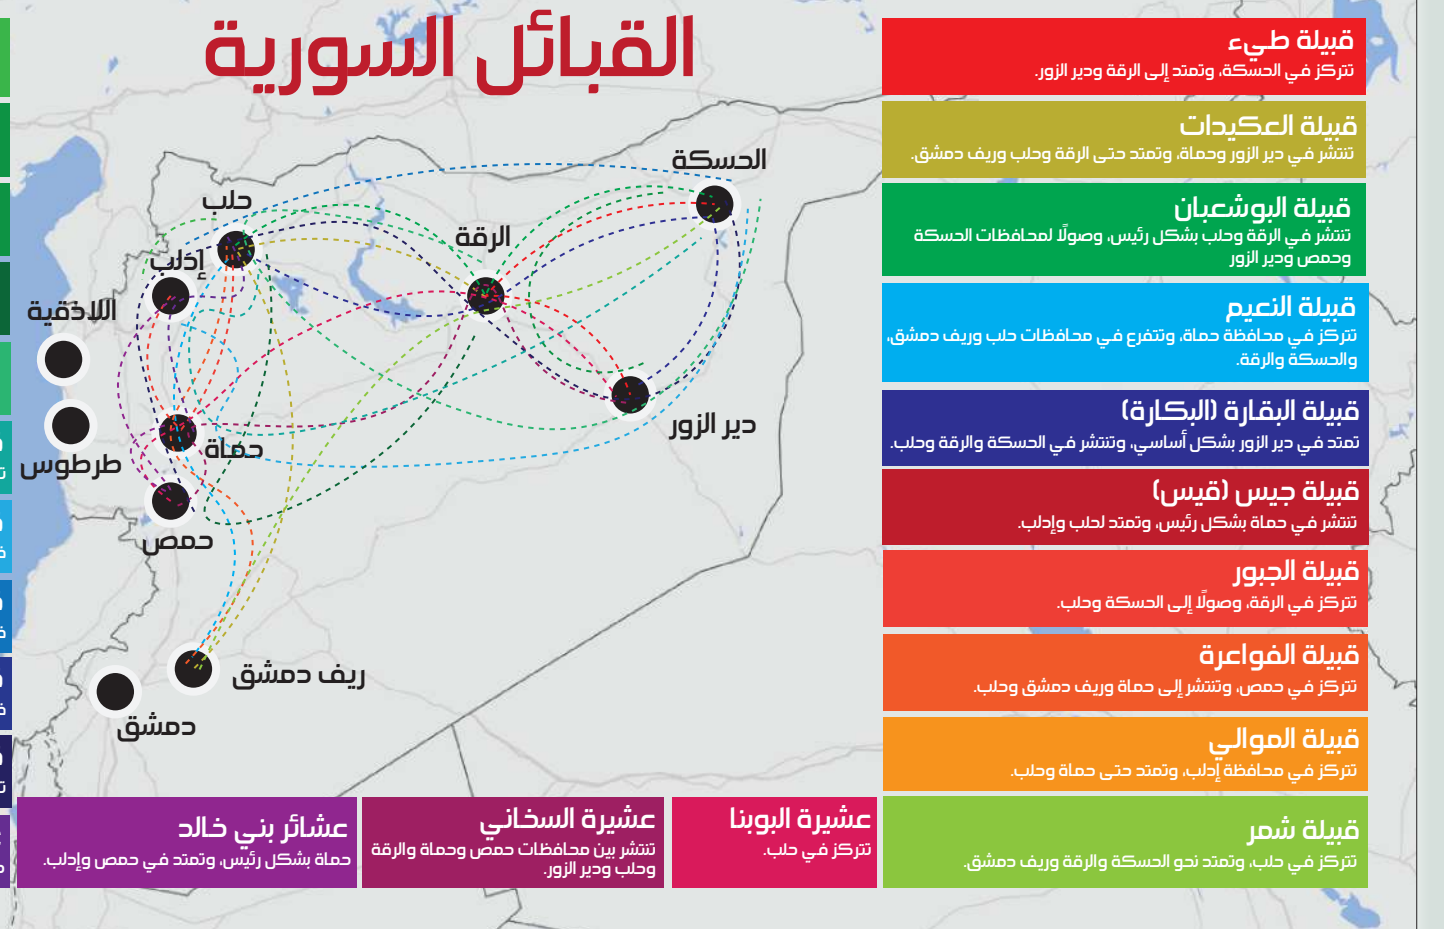 القبائل السورية
قبيلة طيء
تتركز في الحسكة، وتمتد إلى الرقة ودير الزور.
قبيلة العكيدات
تنتشر في دير الزور وحماة، وتمتد حتى الرقة وحلب وريف دمشق.
قبيلة البوشعبان
تنتشر في الرقة وحلب بشكل رئيس، وصولًا لمحافظات الحسكة
وحمص ودير الزور
قبيلة النعيم
تتركز في محافظة حماة، وتتفرع في محافظات حلب وريف دمشق،
والحسكة والرقة.
قبيلة البقارة (البكارة)
تمتد في دير الزور بشكل أساسي، وتنتشر في الحسكة والرقة وحلب.
قبيلة جيس (قيس)
تنتشر في حماة بشكل رئيس، وتمتد لحلب وإدلب.
قبيلة الجبور
تتركز في الرقة، وصولًا إلى الحسكة وحلب.
قبيلة الفواعرة
تتركز في حمص، وتنتشر إلى حماة وريف دمشق وحلب.
قبيلة الموالي
تتركز في محافظة إدلب، وتمتد حتى حماة وحلب.
قبيلة شمر
تتركز في حلب، وتمتد نحو الحسكة والرقة وريف دمشق.
عشيرة البوبنا
تتركز في حلب.
عشيرة السخاني
تنتشر بين محافظات حمص وحماة والرقة
وحلب ودير الزور.
عشائر بني خالد
حماة بشكل رئيس، وتمتد في حمص وإدلب.
الحسكة
حلب
الرقة
إدلب
اللاذقية
دير الزور
حماة
طرطوس
حمص
ريف دمشق
دمشق